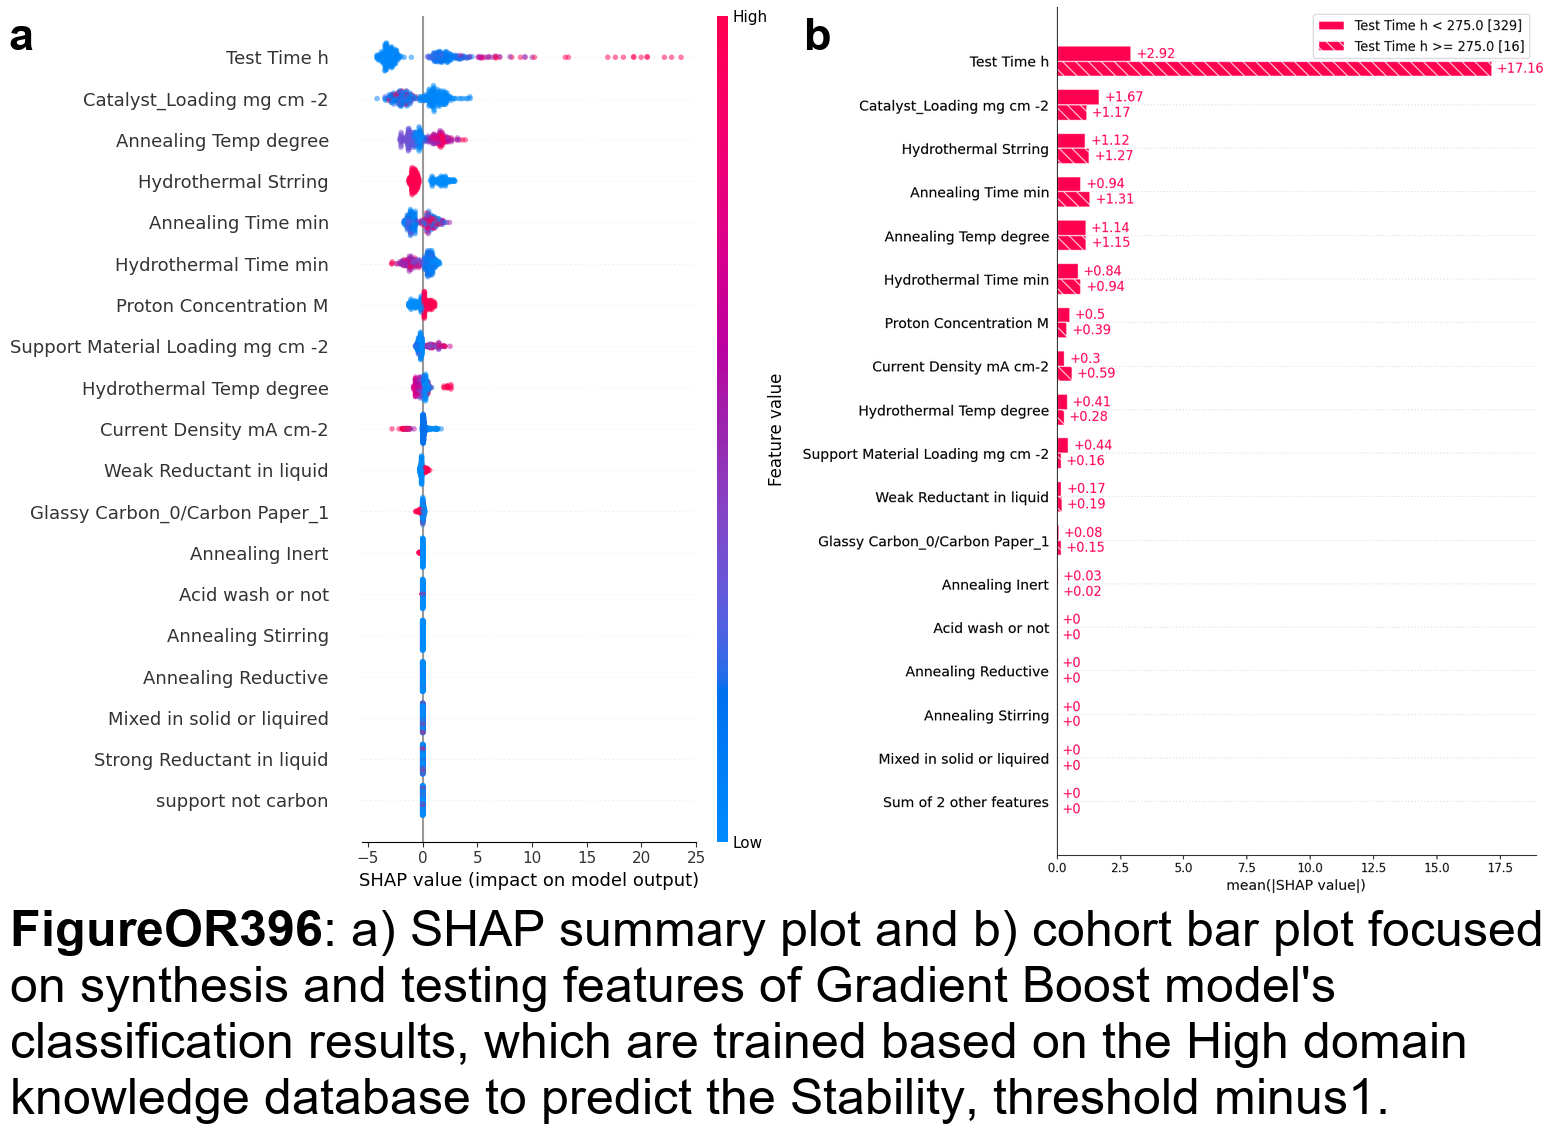 a
Test Time h
Catalyst_Loading mg cm -2
Annealing Temp degree
Hydrothermal Strring
Annealing Time min
Hydrothermal Time min
Proton Concentration M
Support Material Loading mg cm -2
Hydrothermal Temp degree
Current Density mA cm-2
Weak Reductant in liquid
Glassy Carbon_0/Carbon Paper_1
Annealing Inert
Acid wash or not
Annealing Stirring
Annealing Reductive
Mixed in solid or liquired
Strong Reductant in liquid
support not carbon
−5 0 5 10 15 20 25
SHAP value (impact on model output)
High
Feature value
Low
b
Test Time h < 275.0 [329]
Test Time h >= 275.0 [16]
Test Time h
+2.92
+17.16
Catalyst_Loading mg cm -2
+1.67
+1.17
Hydrothermal Strring
+1.12
+1.27
Annealing Time min
+0.94
+1.31
Annealing Temp degree
+1.14
+1.15
Hydrothermal Time min
+0.84
+0.94
Proton Concentration M
+0.5
+0.39
Current Density mA cm-2
+0.3
+0.59
Hydrothermal Temp degree
+0.41
+0.28
Support Material Loading mg cm -2
+0.44
+0.16
Weak Reductant in liquid
+0.17
+0.19
Glassy Carbon_0/Carbon Paper_1
+0.08
+0.15
Annealing Inert
+0.03
+0.02
Acid wash or not
+0
+0
Annealing Reductive
+0
+0
Annealing Stirring
+0
+0
Mixed in solid or liquired
+0
+0
Sum of 2 other features
+0
+0
0.0 2.5 5.0 7.5 10.0 12.5 15.0 17.5
mean(|SHAP value|)
FigureOR396: a) SHAP summary plot and b) cohort bar plot focused
on synthesis and testing features of Gradient Boost model's
classification results, which are trained based on the High domain
knowledge database to predict the Stability, threshold minus1.